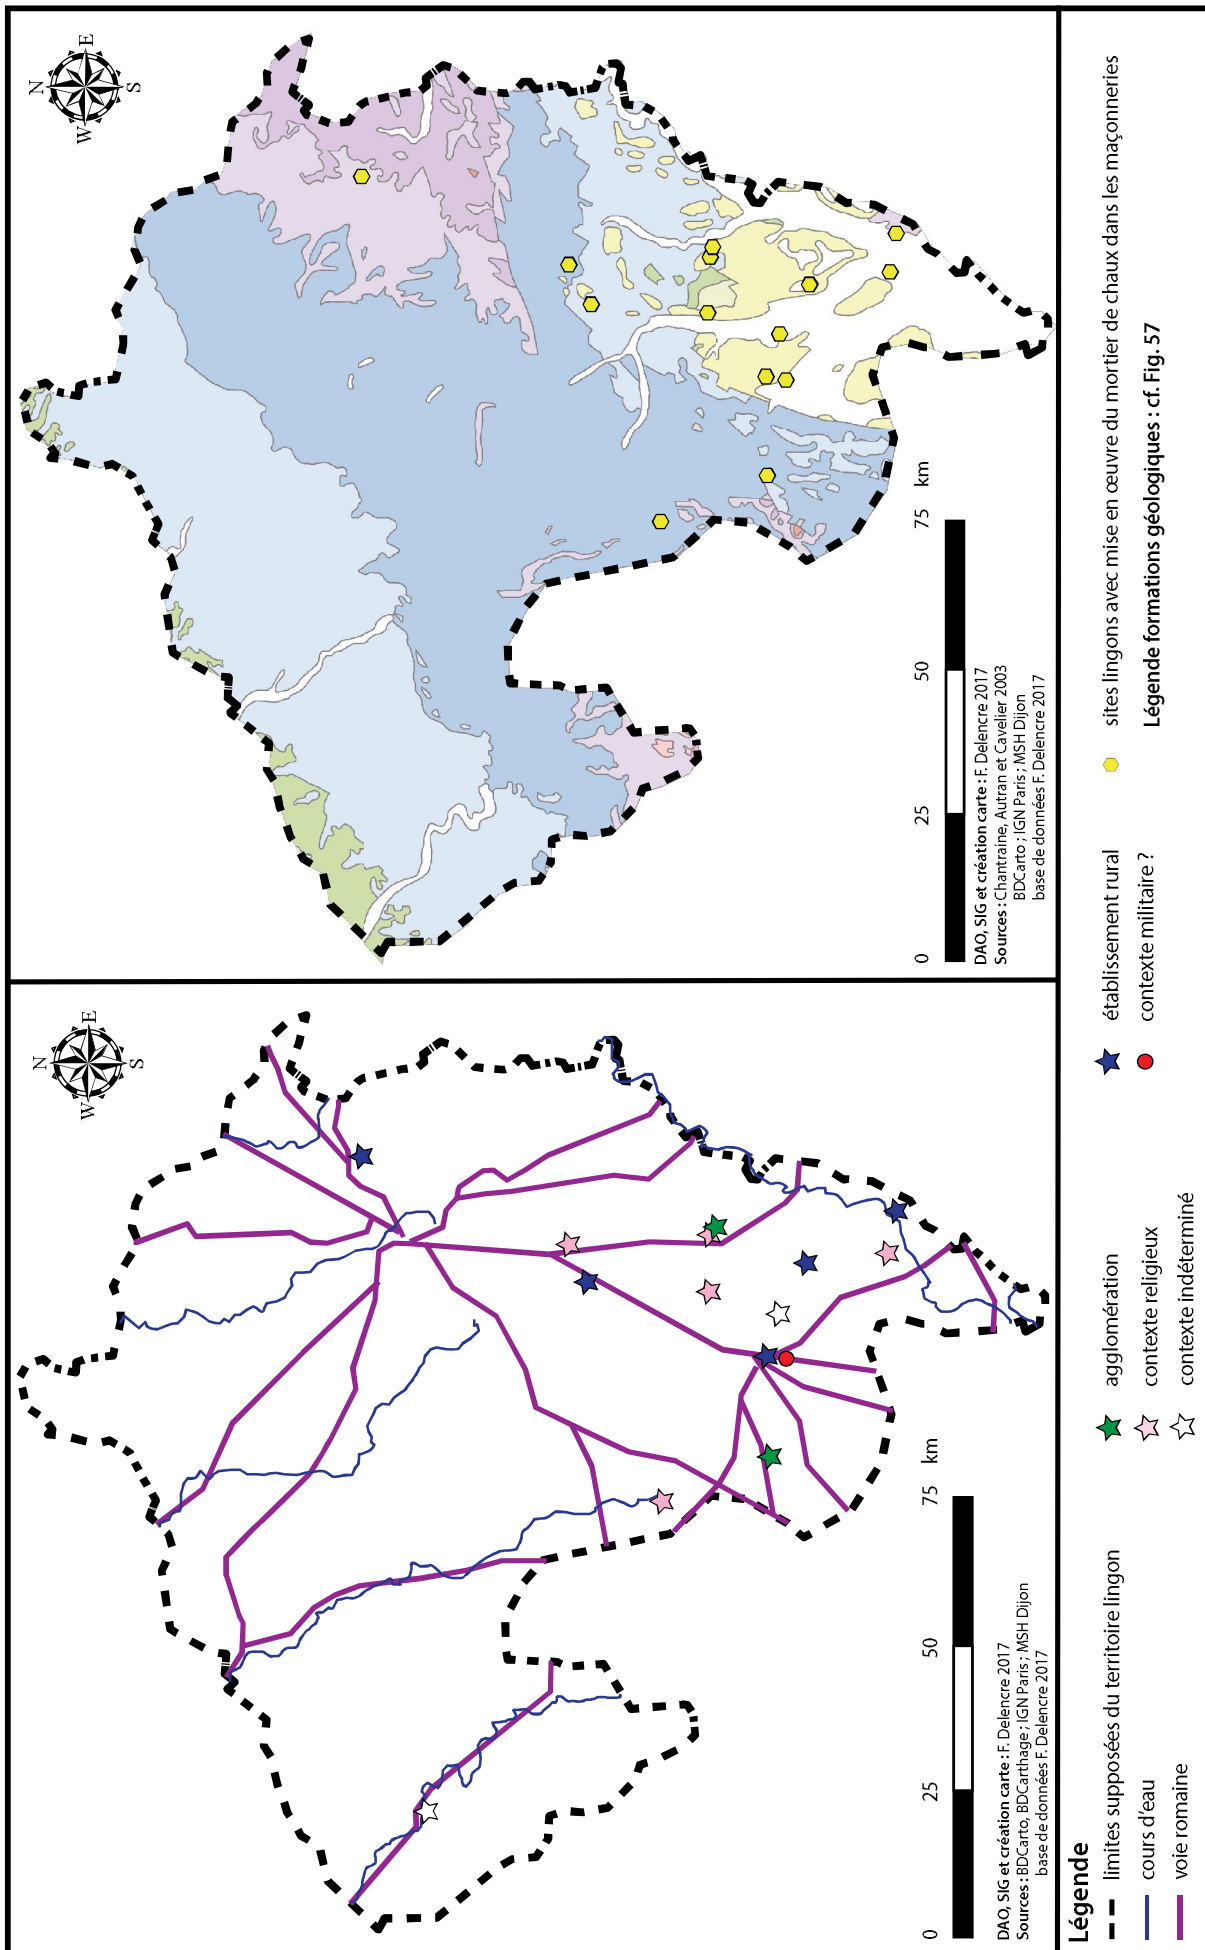 N
E
S
W
0
25
50
75
km
DAO, SIG et création carte : F. Delencre 2017
Sources : BDCarto, BDCarthage ; IGN Paris ; MSH Dijon
base de données F. Delencre 2017
N
E
S
W
0
25
50
75
km
DAO, SIG et création carte : F. Delencre 2017
Sources : Chantraine, Autran et Cavelier 2003
BDCarto ; IGN Paris ; MSH Dijon
base de données F. Delencre 2017
Légende
limites supposées du territoire lingon
cours d'eau
voie romaine
agglomération
contexte religieux
contexte indéterminé
établissement rural
contexte militaire ?
sites lingons avec mise en œuvre du mortier de chaux dans les maçonneries
Légende formations géologiques : cf. Fig. 57